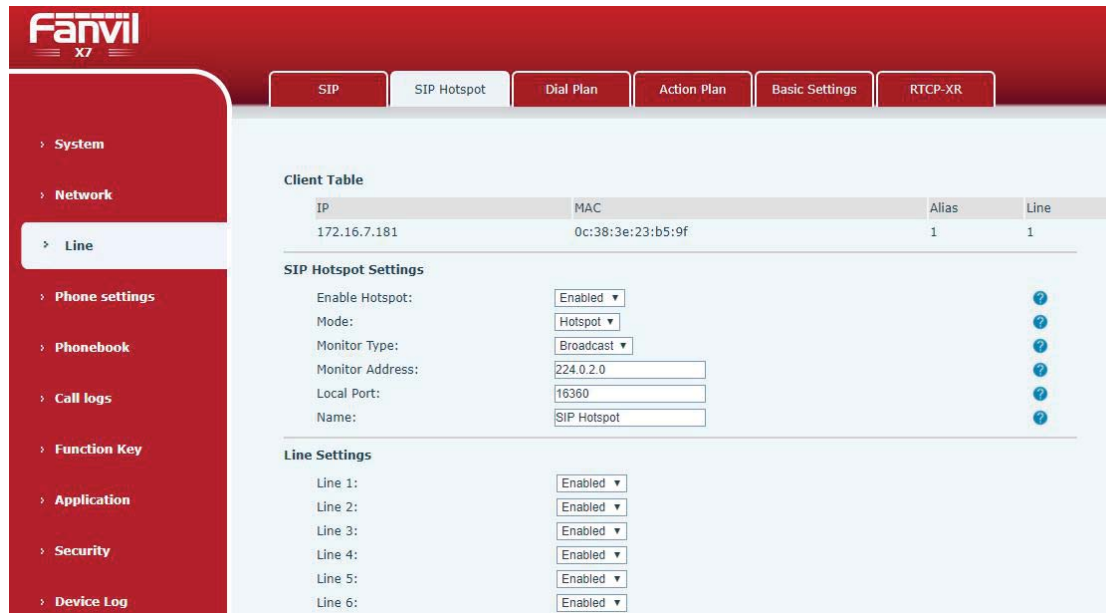 Fanvil
X7
SIP
SIP Hotspot
Dial Plan
Action Plan
Basic Settings
RTCP-XR
› System
› Network
› Line
› Phone settings
› Phonebook
› Call logs
› Function Key
› Application
› Security
› Device Log
Client Table
IP MAC Alias Line
172.16.7.181 0c:38:3e:23:b5:9f 1 1
SIP Hotspot Settings
Enable Hotspot: Enabled
Mode: Hotspot
Monitor Type: Broadcast
Monitor Address: 224.0.2.0
Local Port: 16360
Name: SIP Hotspot
Line Settings
Line 1: Enabled
Line 2: Enabled
Line 3: Enabled
Line 4: Enabled
Line 5: Enabled
Line 6: Enabled